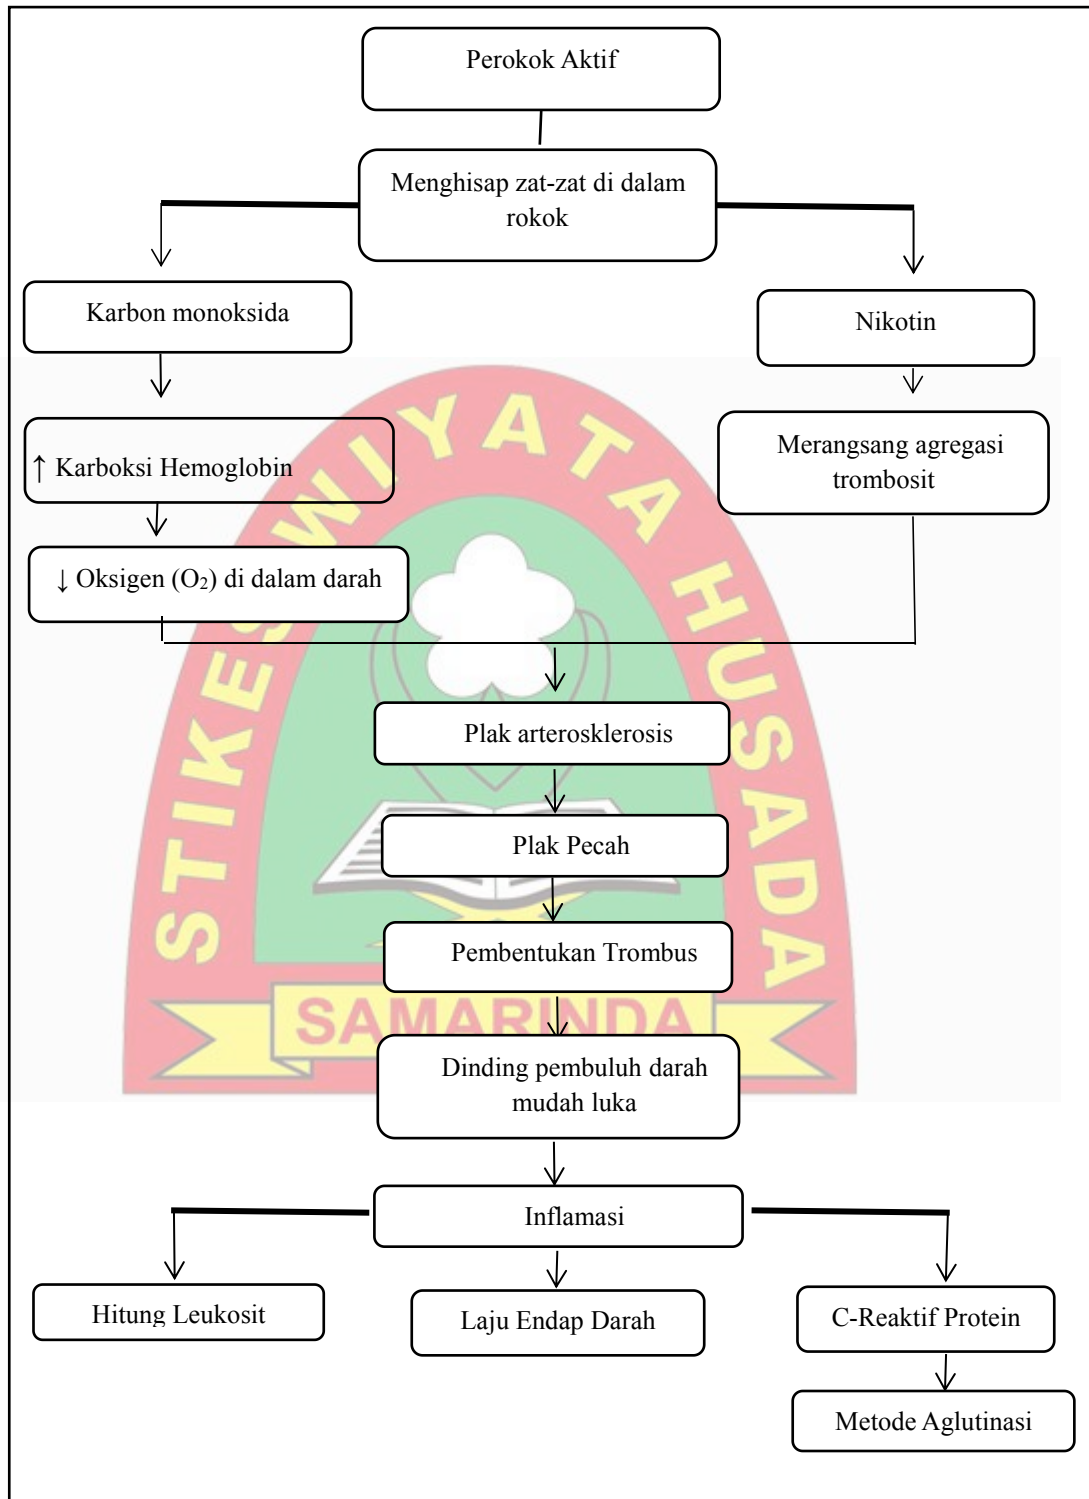 Perokok Aktif
Menghisap zat-zat di dalam
rokok
Karbon monoksida
Nikotin
↑ Karboksi Hemoglobin
Merangsang agregasi
trombosit
↓ Oksigen (O₂) di dalam darah
Plak arterosklerosis
Plak Pecah
Pembentukan Trombus
Dinding pembuluh darah
mudah luka
Inflamasi
Hitung Leukosit
Laju Endap Darah
C-Reaktif Protein
Metode Aglutinasi
STIKES WIYATA HUSADA
SAMARINDA